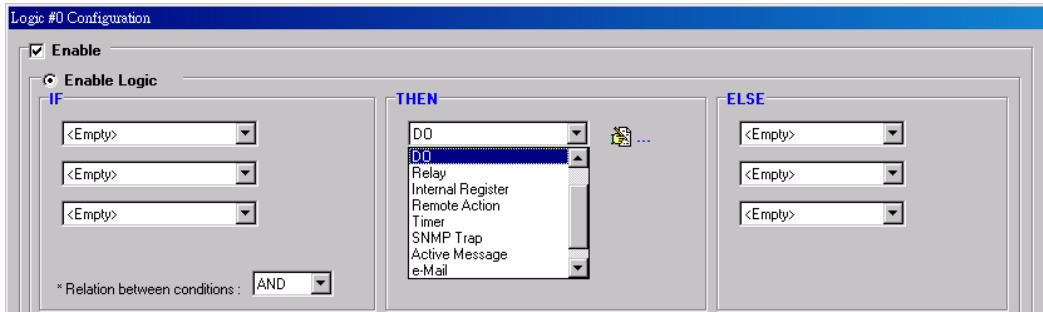 Logic #0 Configuration
Enable
Enable Logic
IF
<Empty>
<Empty>
<Empty>
* Relation between conditions : AND
THEN
DO
...
DO
Relay
Internal Register
Remote Action
Timer
SNMP Trap
Active Message
e-Mail
ELSE
<Empty>
<Empty>
<Empty>